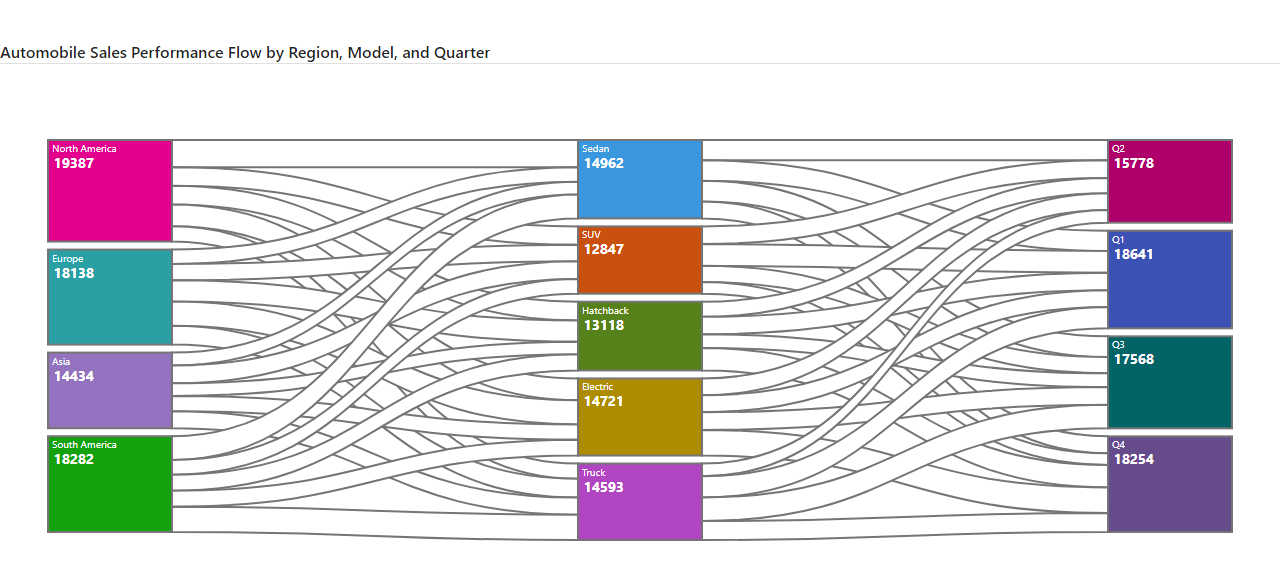 Automobile Sales Performance Flow by Region, Model, and Quarter
North America
19387
Europe
18138
Asia
14434
South America
18282
Sedan
14962
SUV
12847
Hatchback
13118
Electric
14721
Truck
14593
Q2
15778
Q1
18641
Q3
17568
Q4
18254